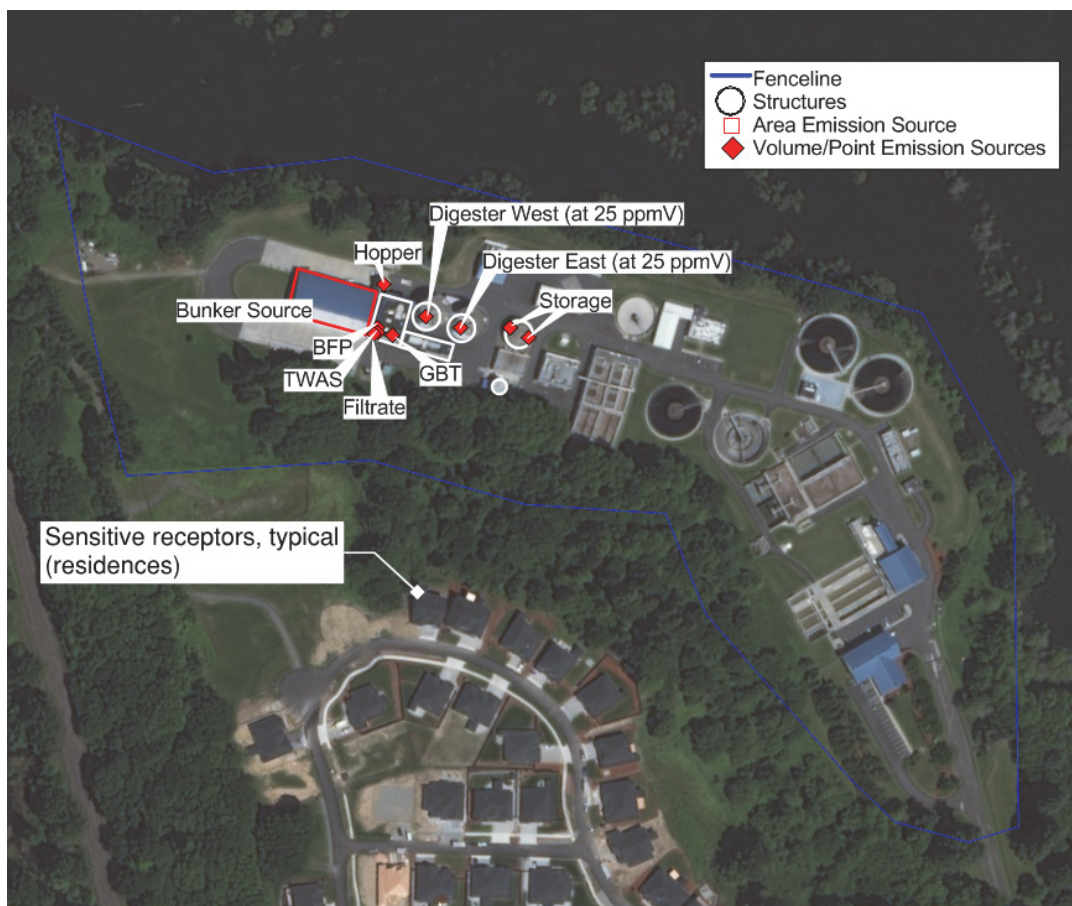 Fenceline
Structures
Area Emission Source
Volume/Point Emission Sources
Digester West (at 25 ppmV)
Hopper
Digester East (at 25 ppmV)
Storage
Bunker Source
BFP
TWAS
GBT
Filtrate
Sensitive receptors, typical
(residences)